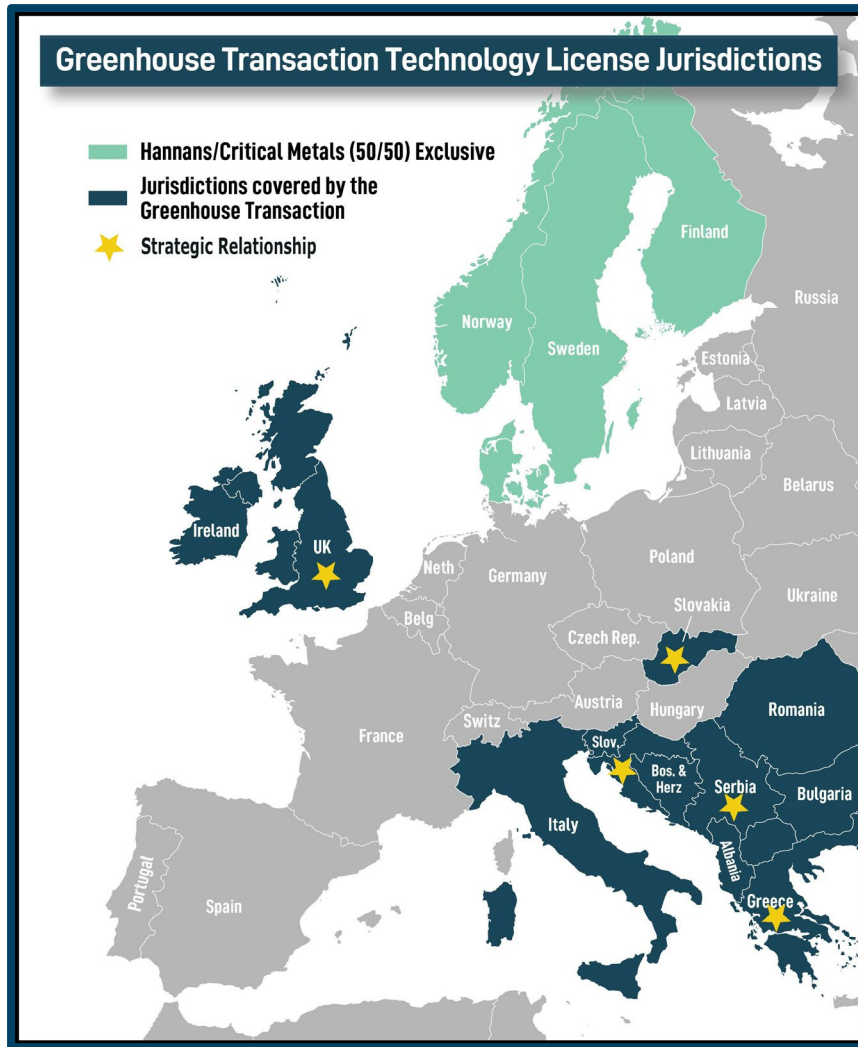 Greenhouse Transaction Technology License Jurisdictions
Hannans/Critical Metals (50/50) Exclusive
Jurisdictions covered by the
Greenhouse Transaction
Strategic Relationship
Finland
Norway
Sweden
Russia
Estonia
Latvia
Lithuania
Belarus
Ireland
UK
Neth
Germany
Poland
Belg
Slovakia
Ukraine
Czech Rep.
Austria
Hungary
Switz
France
Romania
Slov.
Bos. &
Herz
Serbia
Bulgaria
Italy
Albania
Portugal
Spain
Greece